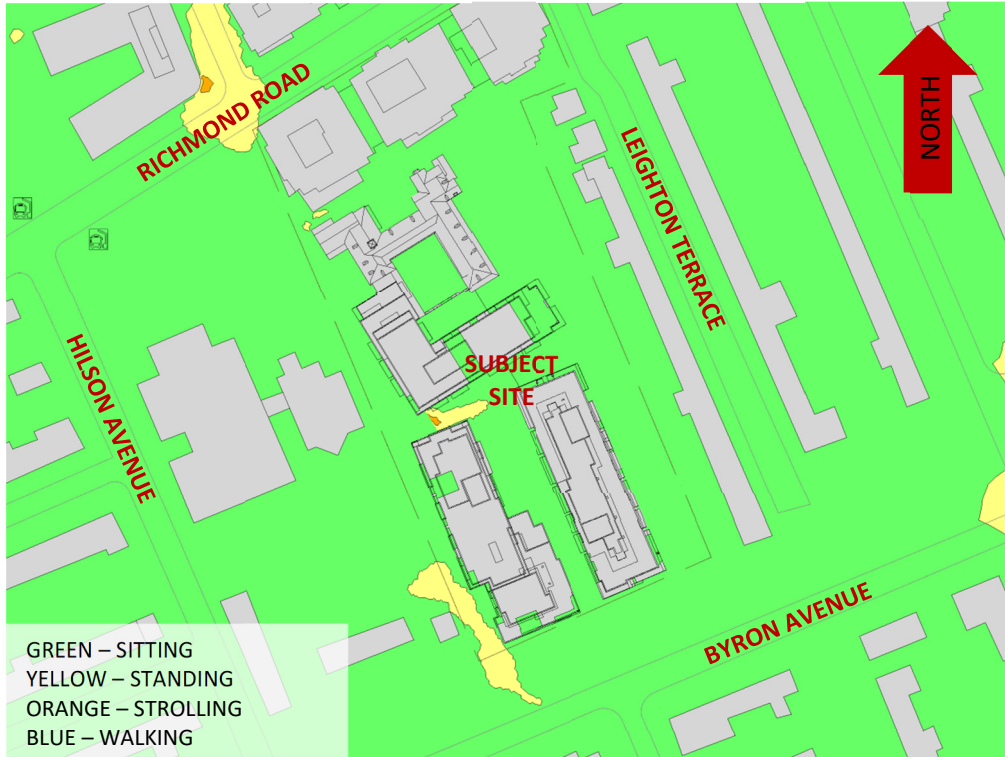 RICHMOND ROAD
NORTH
LEIGHTON TERRACE
HILSON AVENUE
SUBJECT
SITE
BYRON AVENUE
GREEN – SITTING
YELLOW – STANDING
ORANGE – STROLLING
BLUE – WALKING